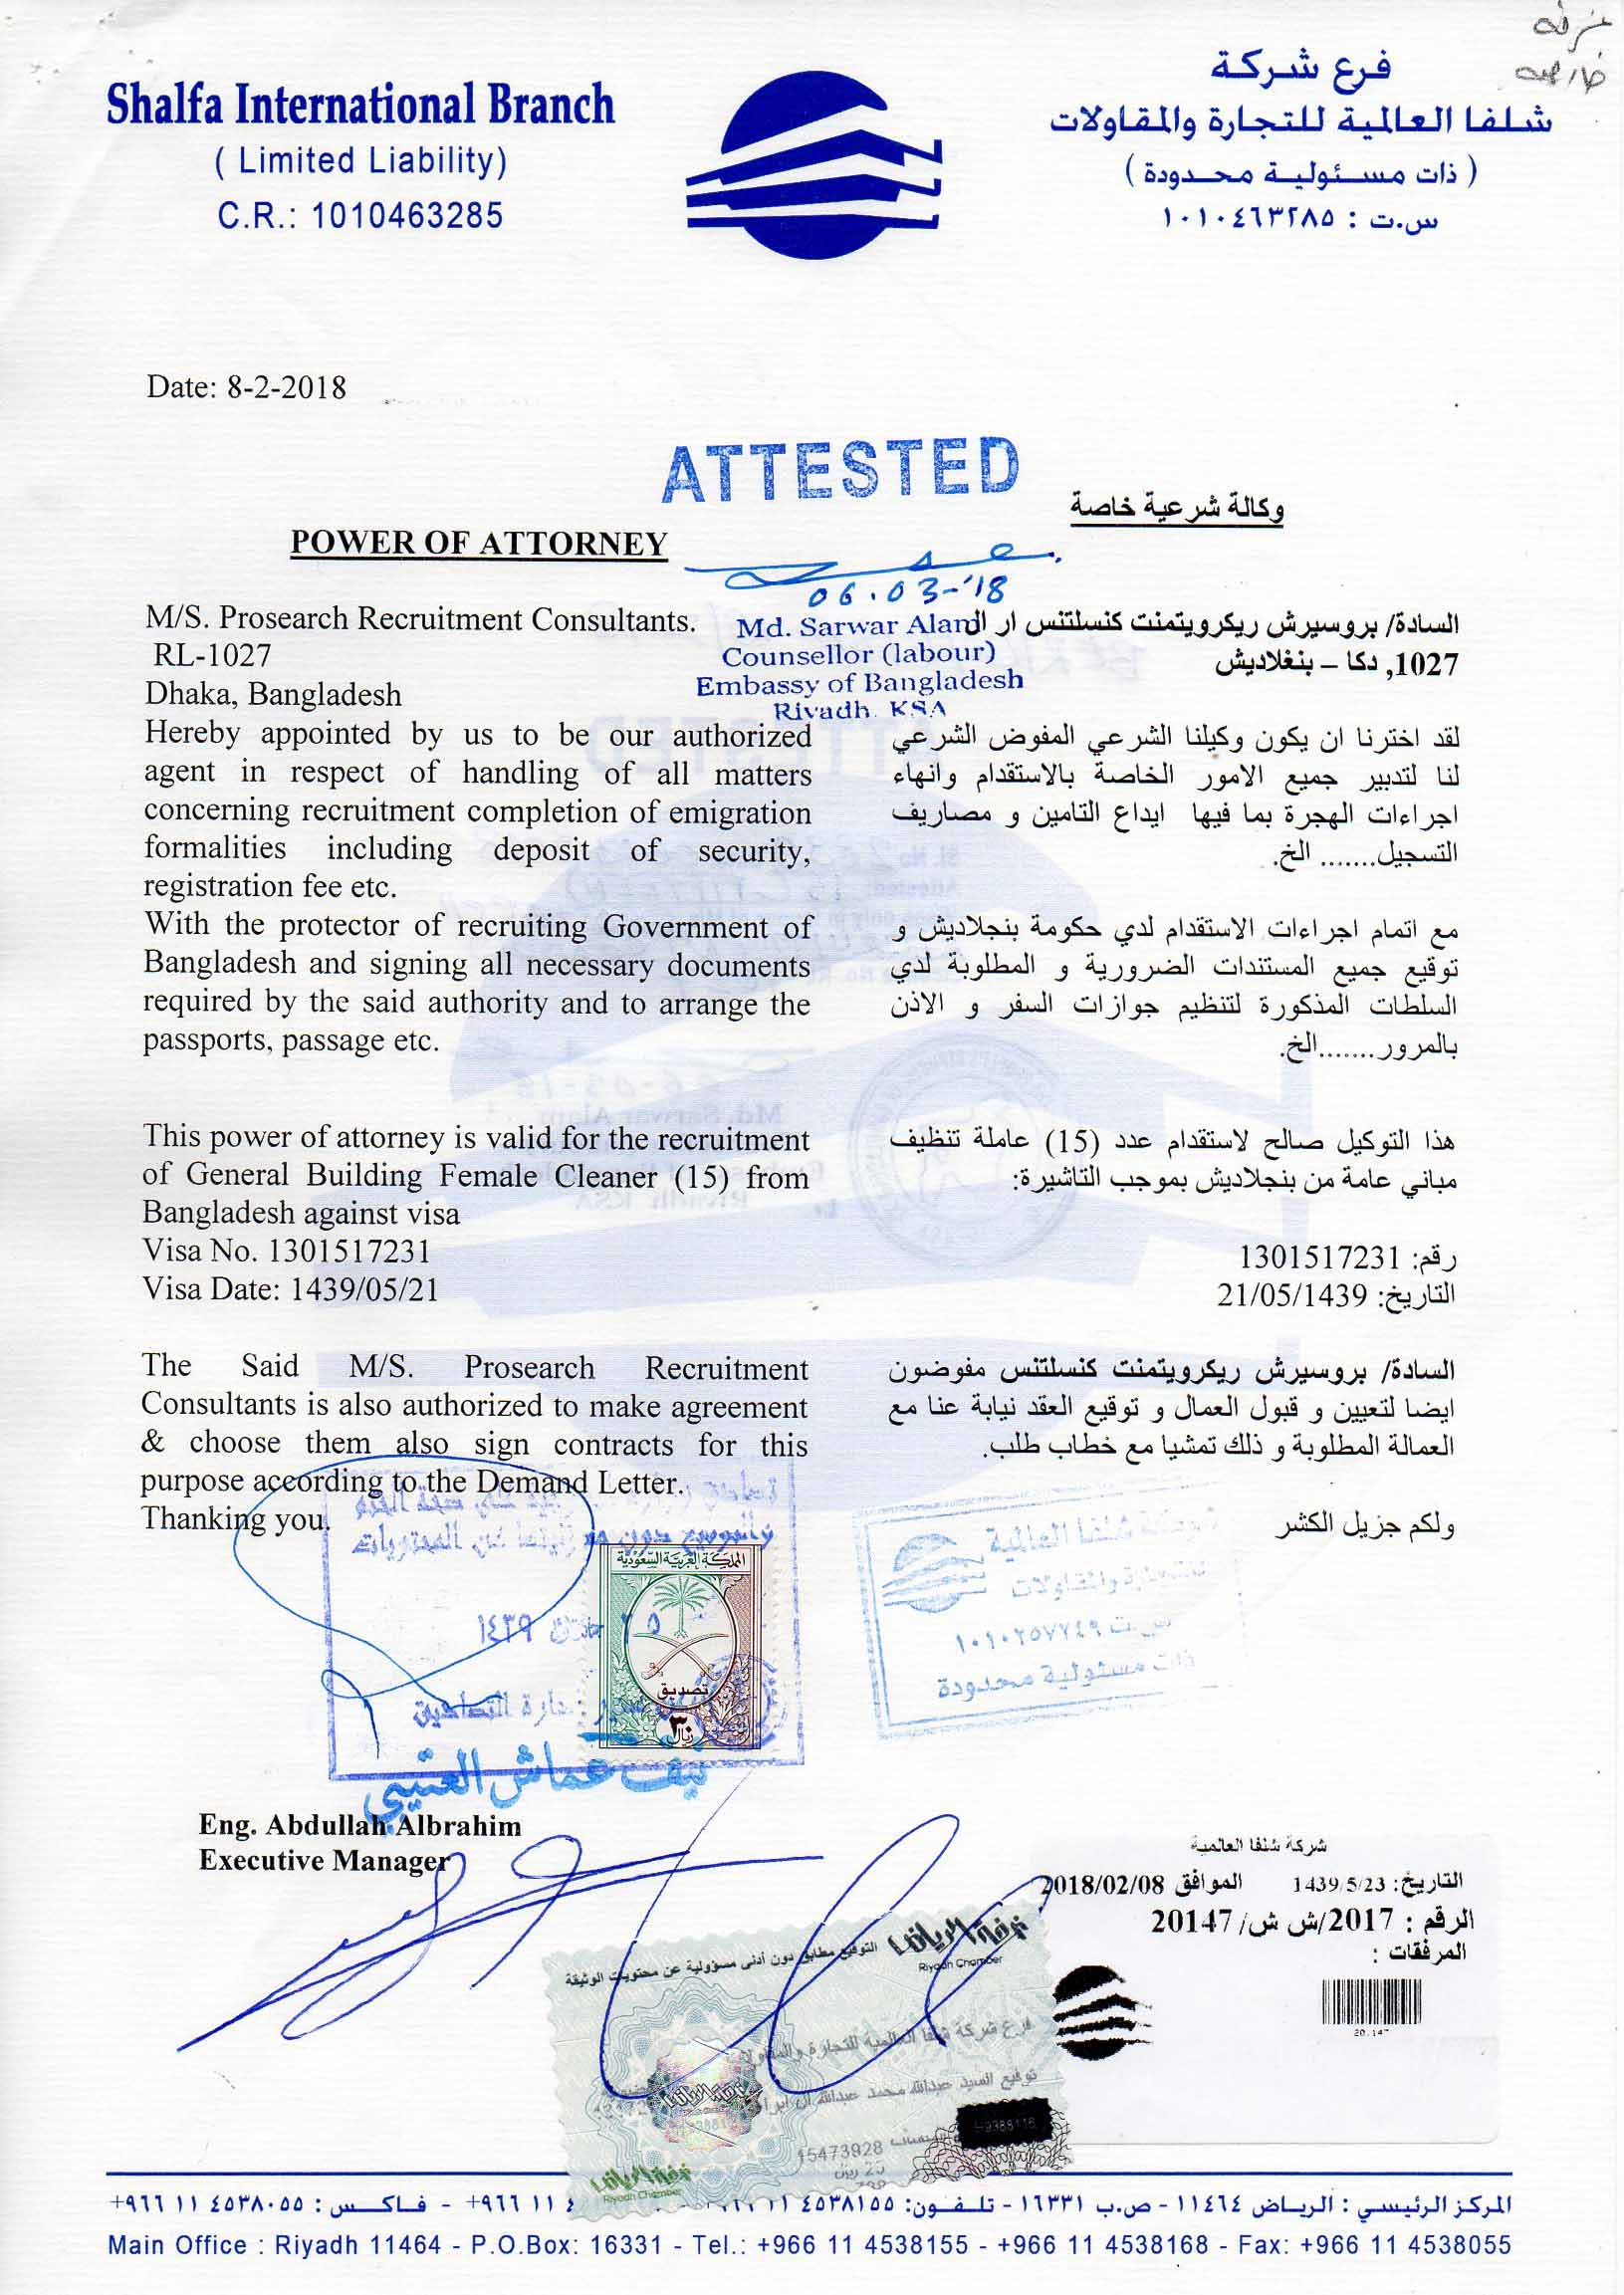 غرفة
Shalfa International Branch
( Limited Liability)
C.R.: 1010463285
فرع شركة
شلفا العالمية للتجارة والمقاولات
( ذات مسئولية محدودة )
س.ت : ١٠١٠٤٦٣٢٨٥
Date: 8-2-2018
ATTESTED
وكالة شرعية خاصة
POWER OF ATTORNEY
06.03-'18
Md. Sarwar Alam
Counsellor (labour)
Embassy of Bangladesh
Riyadh. KSA
M/S. Prosearch Recruitment Consultants.
RL-1027
Dhaka, Bangladesh
Hereby appointed by us to be our authorized
agent in respect of handling of all matters
concerning recruitment completion of emigration
formalities including deposit of security,
registration fee etc.
With the protector of recruiting Government of
Bangladesh and signing all necessary documents
required by the said authority and to arrange the
passports, passage etc.
This power of attorney is valid for the recruitment
of General Building Female Cleaner (15) from
Bangladesh against visa
Visa No. 1301517231
Visa Date: 1439/05/21
The Said M/S. Prosearch Recruitment
Consultants is also authorized to make agreement
& choose them also sign contracts for this
purpose according to the Demand Letter.
Thanking you.
السادة/ بروسيرش ريكرويتمنت كنسلتنس ار ال
1027, دكا – بنغلاديش
لقد اخترنا ان يكون وكيلنا الشرعي المفوض الشرعي
لنا لتدبير جميع الامور الخاصة بالاستقدام وانهاء
اجراءات الهجرة بما فيها ايداع التامين و مصاريف
التسجيل....... الخ.
مع اتمام اجراءات الاستقدام لدي حكومة بنجلاديش و
توقيع جميع المستندات الضرورية و المطلوبة لدي
السلطات المذكورة لتنظيم جوازات السفر و الاذن
بالمرور.......الخ.
هذا التوكيل صالح لاستقدام عدد (15) عاملة تنظيف
مباني عامة من بنجلاديش بموجب التاشيرة:
رقم: 1301517231
التاريخ: 21/05/1439
السادة/ بروسيرش ريكرويتمنت كنسلتنس مفوضون
ايضا لتعيين و قبول العمال و توقيع العقد نيابة عنا مع
العمالة المطلوبة و ذلك تمشيا مع خطاب طلب.
ولكم جزيل الكشر
على صحة الختم
والتوقيع دون عن المحتويات
١٤٣٩
نايف عماش العتيبي
المملكة العربية السعودية
تصديق
٣٠
ريال
شركة شلفا العالمية
للتجارة والمقاولات
س.ت ١٠١٠٢٥٧٧٤٩
ذات مسئولية محدودة
Eng. Abdullah Albrahim
Executive Manager
شركة شلفا العالمية
التاريخ: 1439/5/23 الموافق 2018/02/08
الرقم : 2017/ش ش/ 20147
المرفقات :
غرفة الرياض
Riyadh Chamber
التوقيع مطابق دون أدنى مسؤولية عن محتويات الوثيقة
فرع شركة شلفا العالمية للتجارة والمقاولات
توقيع السيد عبدالله محمد عبدالله ال ابراهيم
15473928
25 ريال
غرفة الرياض
Riyadh Chamber
المركز الرئيسي : الرياض ١١٤٦٤ - ص.ب ١٦٣٣١ - تلفون: ٤٥٣٨١٥٥ ١١ ٩٦٦+ - فاكس : ٤٥٣٨٠٥٥ ١١ ٩٦٦+
Main Office : Riyadh 11464 - P.O.Box: 16331 - Tel.: +966 11 4538155 - +966 11 4538168 - Fax: +966 11 4538055